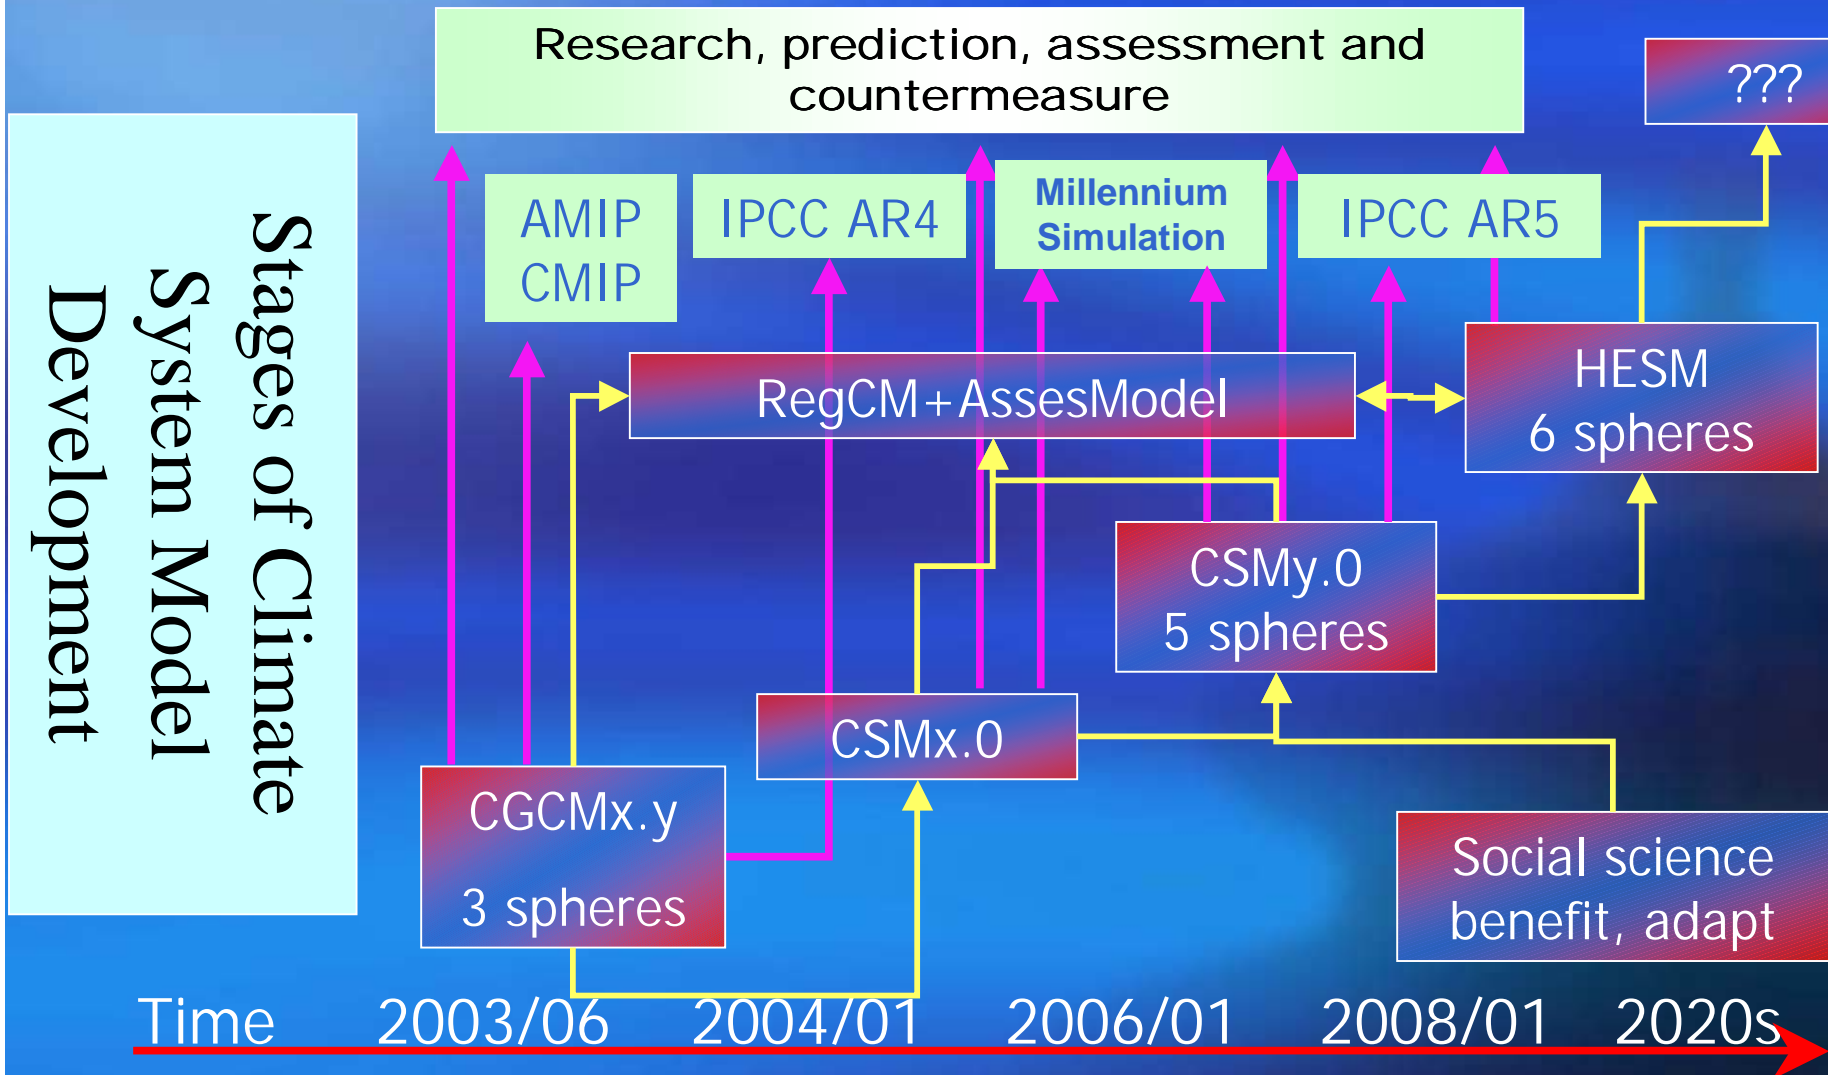 Research, prediction, assessment and
countermeasure
???
Stages of Climate
System Model
Development
AMIP
CMIP
IPCC AR4
Millennium
Simulation
IPCC AR5
RegCM+AssesModel
HESM
6 spheres
CSMy.0
5 spheres
CSMx.0
CGCMx.y
3 spheres
Social science
benefit, adapt
Time 2003/06 2004/01 2006/01 2008/01 2020s